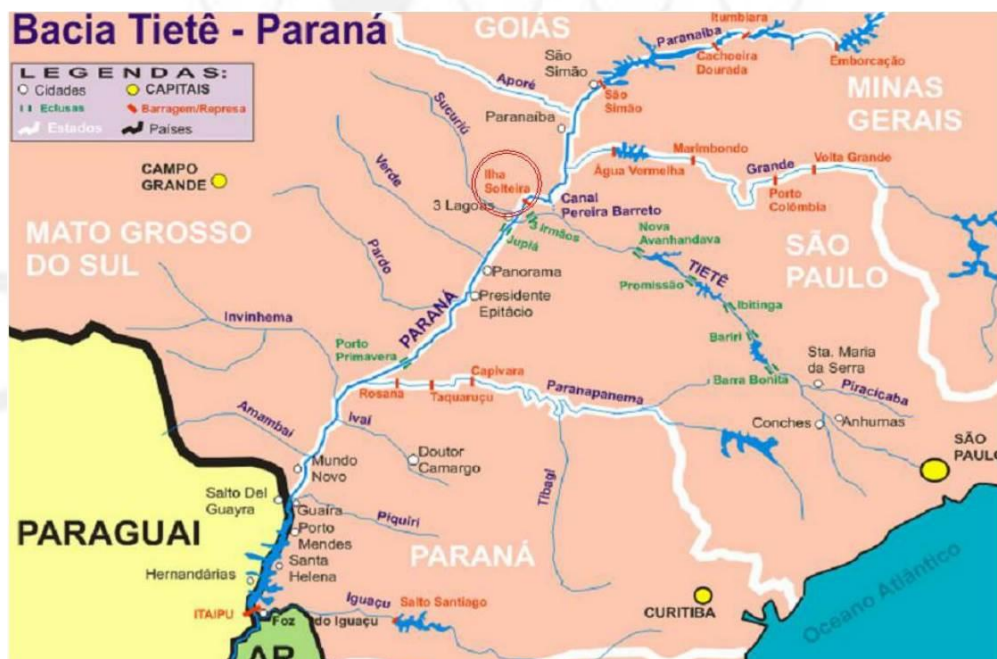 Bacia Tietê - Paraná
LEGENDAS:
Cidades
CAPITAIS
Eclusas
Barragem/Represa
Estados
Países
GOIÁS
Itumbiara
Paranaíba
Cachoeira
Dourada
Emborcação
São
Simão
São
Simão
Aporé
Sucuriú
Paranaíba
MINAS
GERAIS
Verde
Ilha
Solteira
Água Vermelha
Marimbondo
Grande
Volta Grande
Porto
Colômbia
CAMPO
GRANDE
3 Lagoas
Canal
Pereira Barreto
3 Irmãos
Jupiá
MATO GROSSO
DO SUL
Nova
Avanhandava
SÃO
PAULO
Pardo
Panorama
Promissão
TIETÊ
Presidente
Epitácio
Ibitinga
PARANÁ
Invinhema
Bariri
Porto
Primavera
Sta. Maria
da Serra
Barra Bonita
Piracicaba
Rosana
Taquaruçu
Capivara
Paranapanema
Conches
Anhumas
Amambai
Ivaí
SÃO
PAULO
Doutor
Camargo
Mundo
Novo
Tibagi
Salto Del
Guayra
Guaíra
Piquiri
Porto
Mendes
PARAGUAI
PARANÁ
Santa
Helena
Hernandárias
Oceano Atlântico
Iguaçu
Salto Santiago
CURITIBA
ITAIPU
Foz do Iguaçu
AR